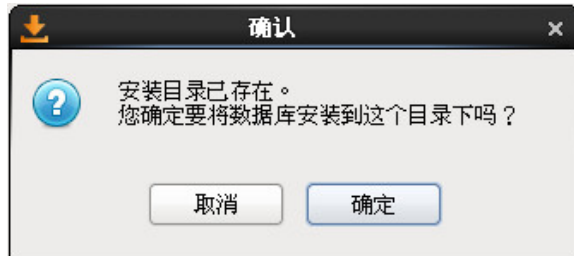 确认
安装目录已存在。
您确定要将数据库安装到这个目录下吗？
取消 确定